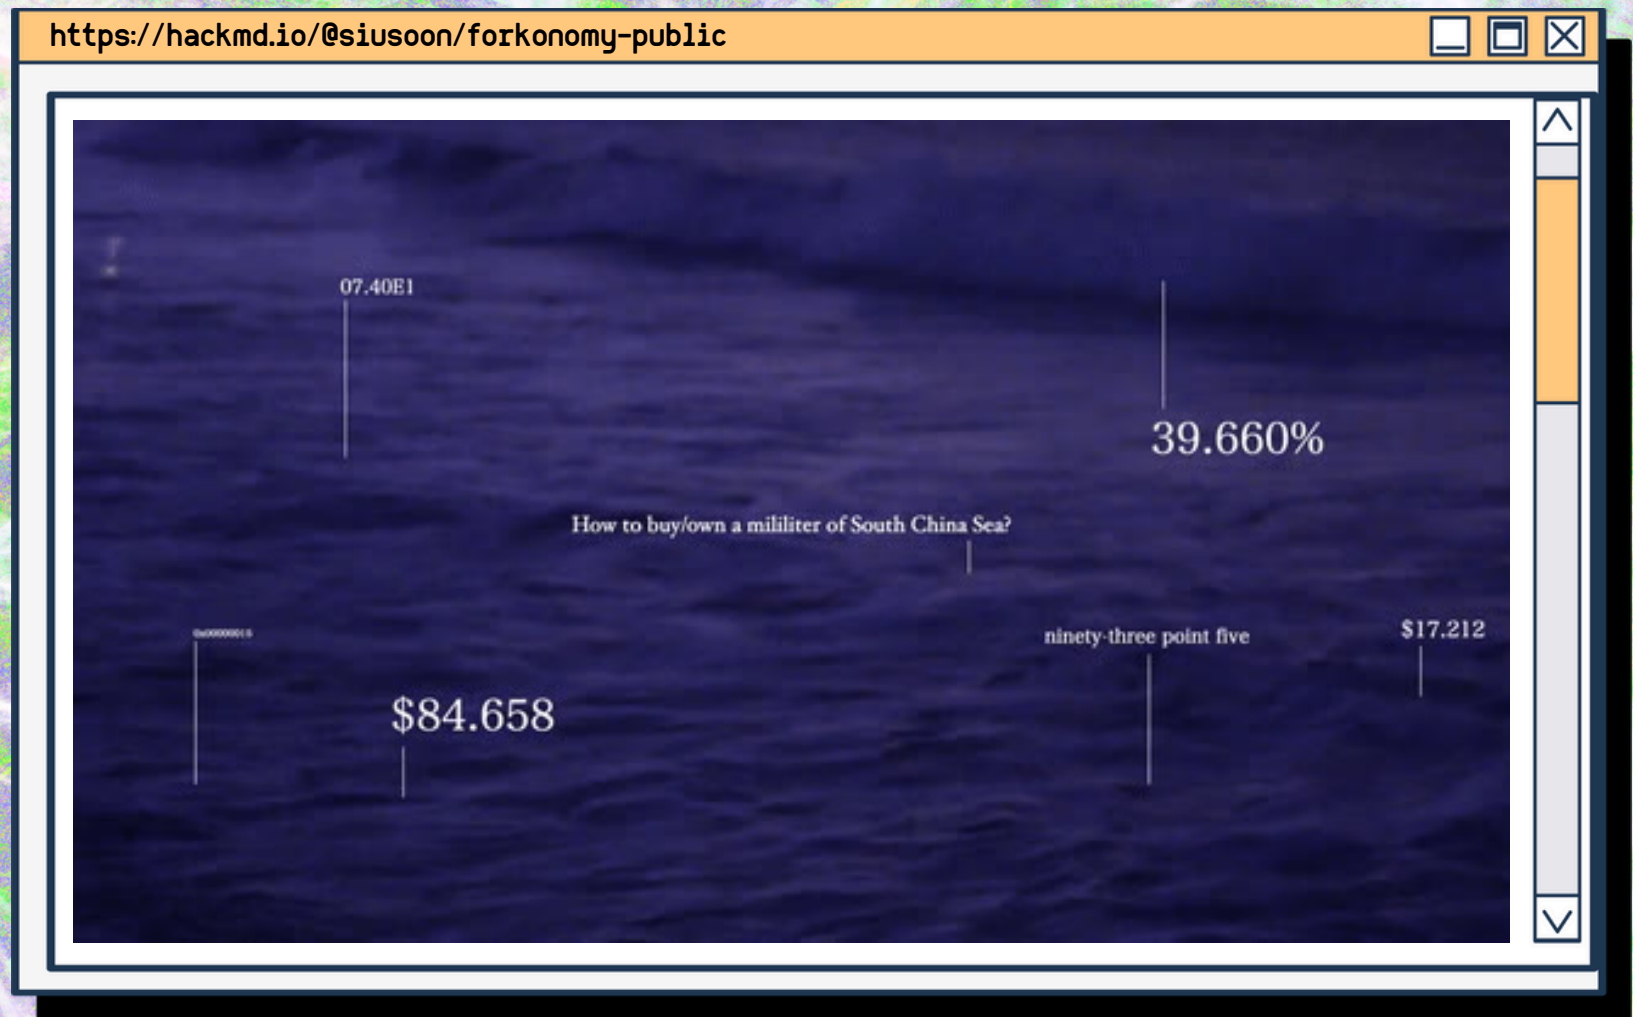 https://hackmd.io/@siusoon/forkonomy-public
07.40E1
39.660%
How to buy/own a mililiter of South China Sea?
ninety-three point five
$17.212
$84.658